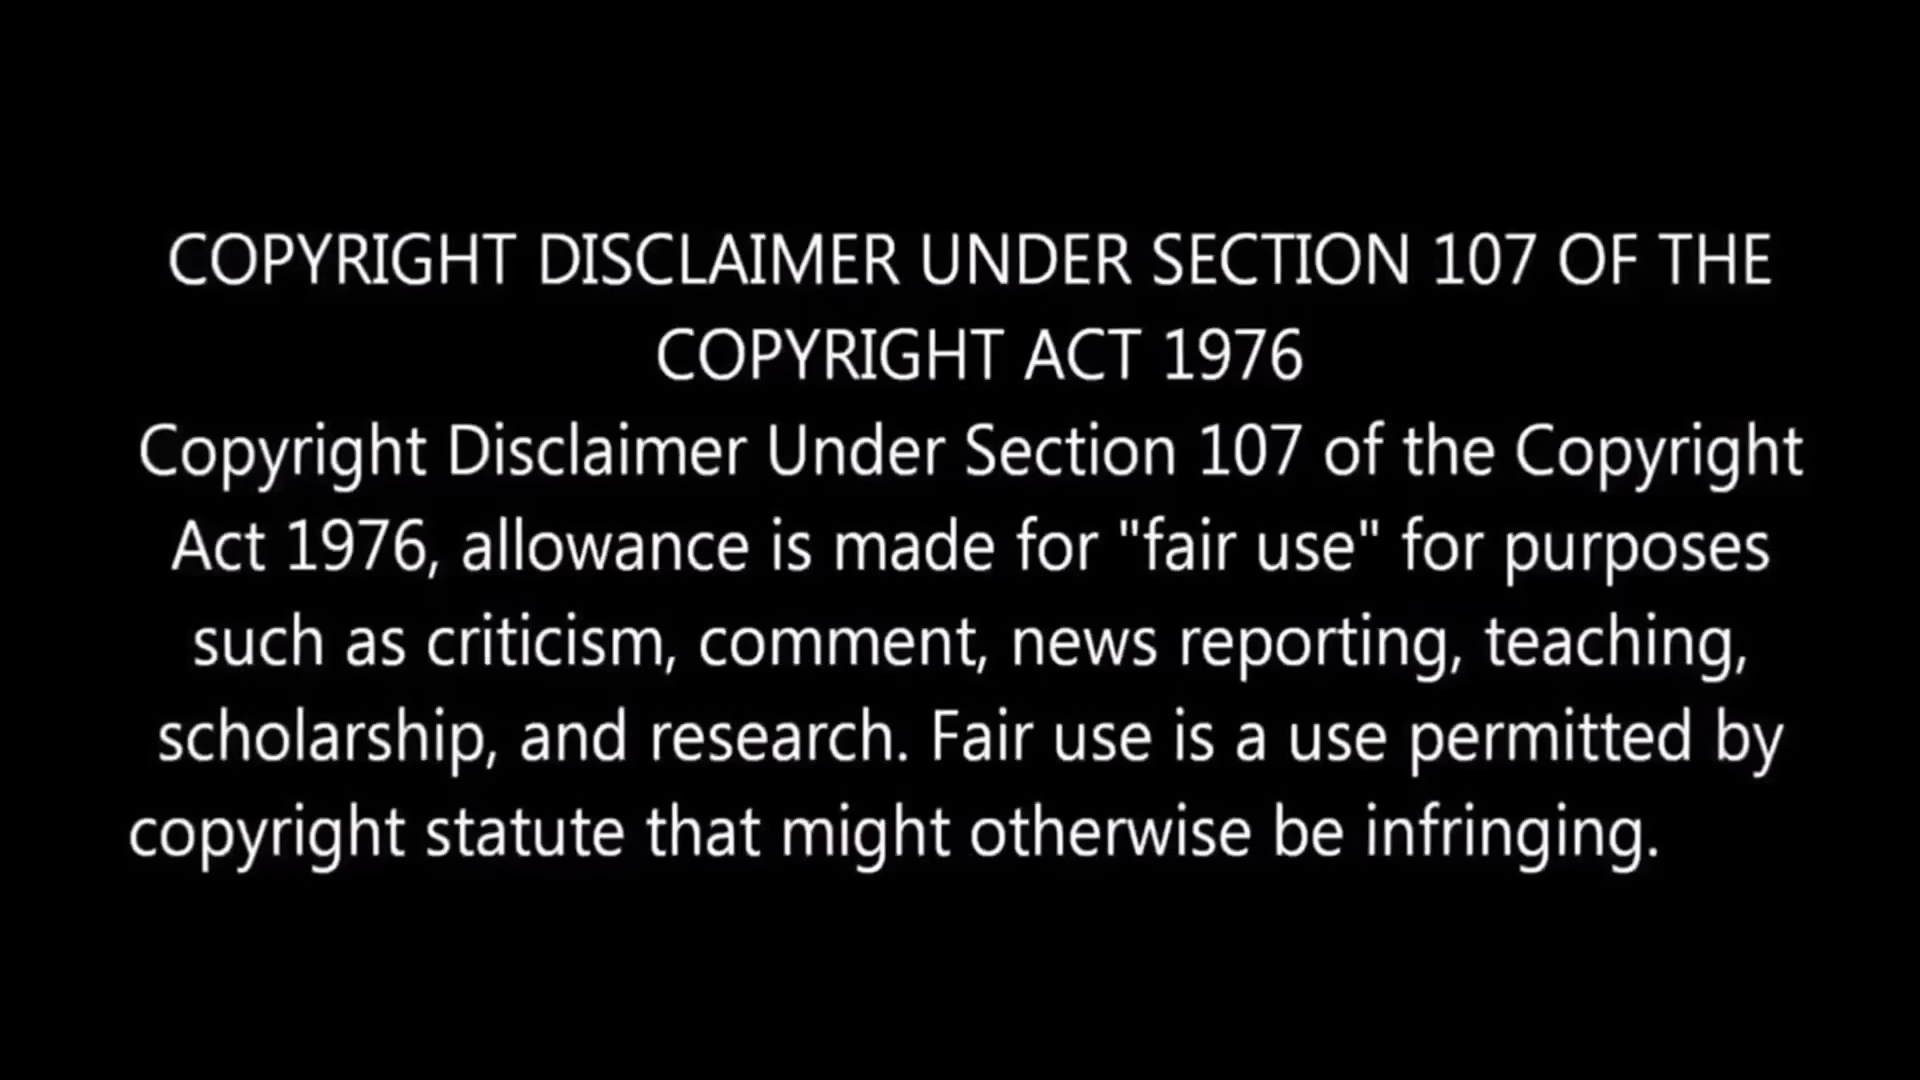 COPYRIGHT DISCLAIMER UNDER SECTION 107 OF THE
COPYRIGHT ACT 1976
Copyright Disclaimer Under Section 107 of the Copyright
Act 1976, allowance is made for "fair use" for purposes
such as criticism, comment, news reporting, teaching,
scholarship, and research. Fair use is a use permitted by
copyright statute that might otherwise be infringing.